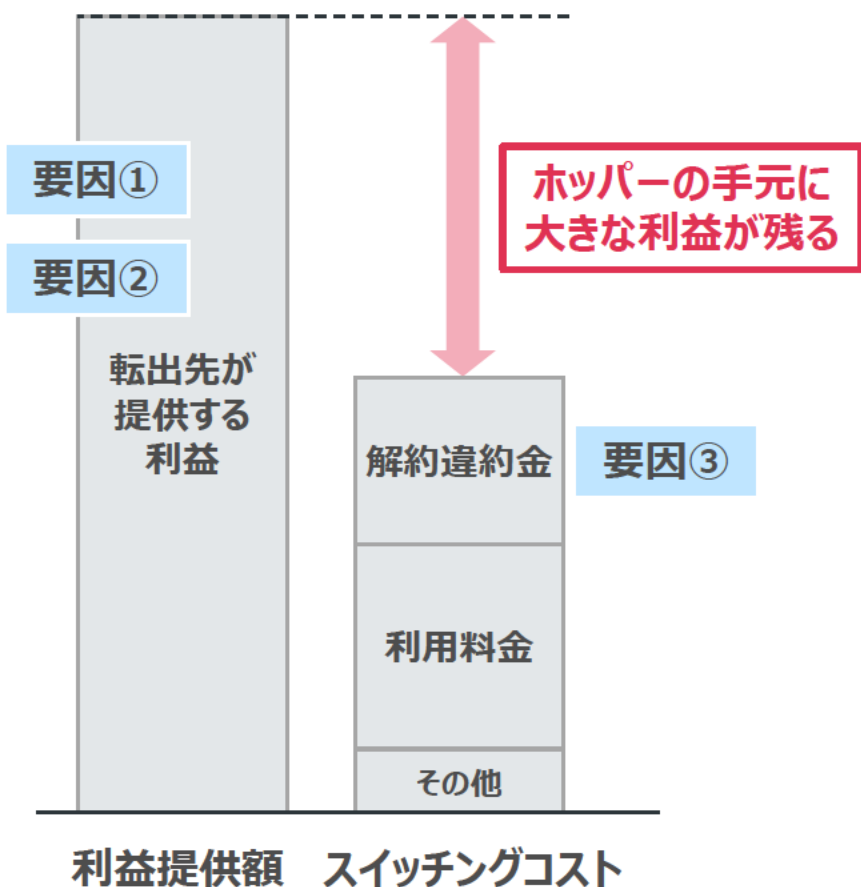 要因①
要因②
転出先が
提供する
利益
ホッパーの手元に
大きな利益が残る
解約違約金
要因③
利用料金
その他
利益提供額
スイッチングコスト